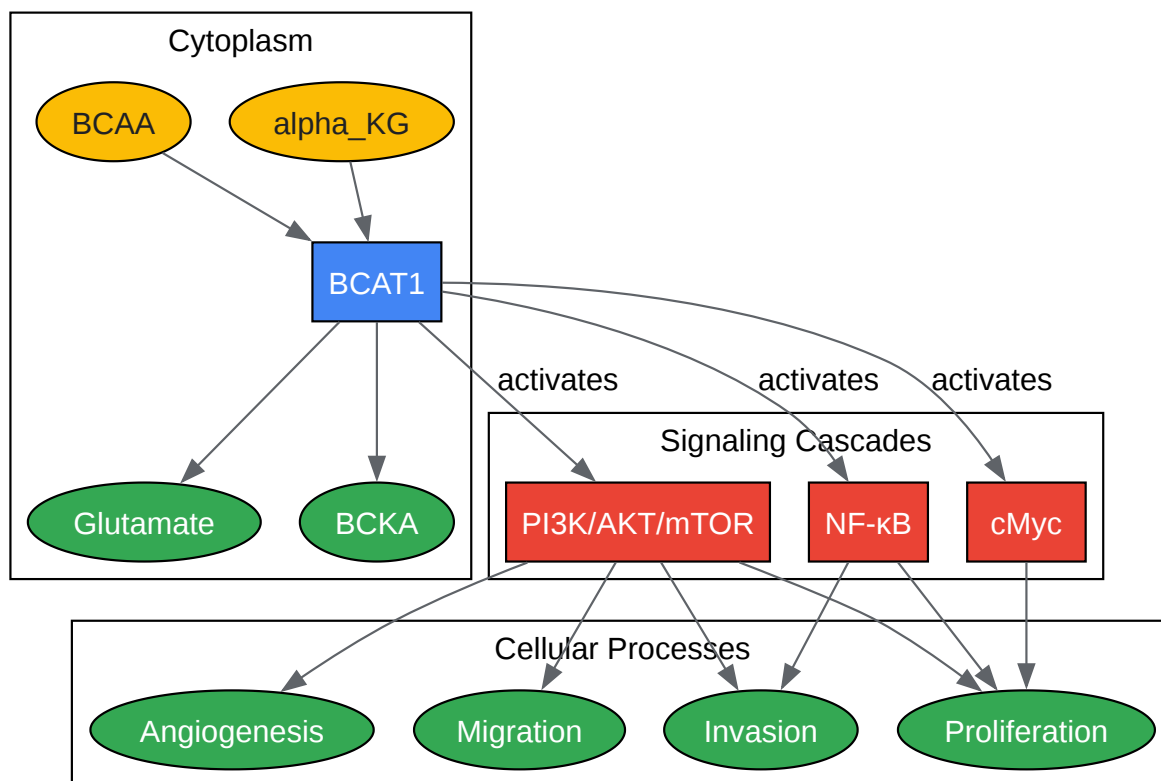 Cytoplasm
BCAA
alpha_KG
BCAT1
activates
activates
activates
Signaling Cascades
Glutamate
BCKA
PI3K/AKT/mTOR
NF-κB
cMyc
Cellular Processes
Angiogenesis
Migration
Invasion
Proliferation